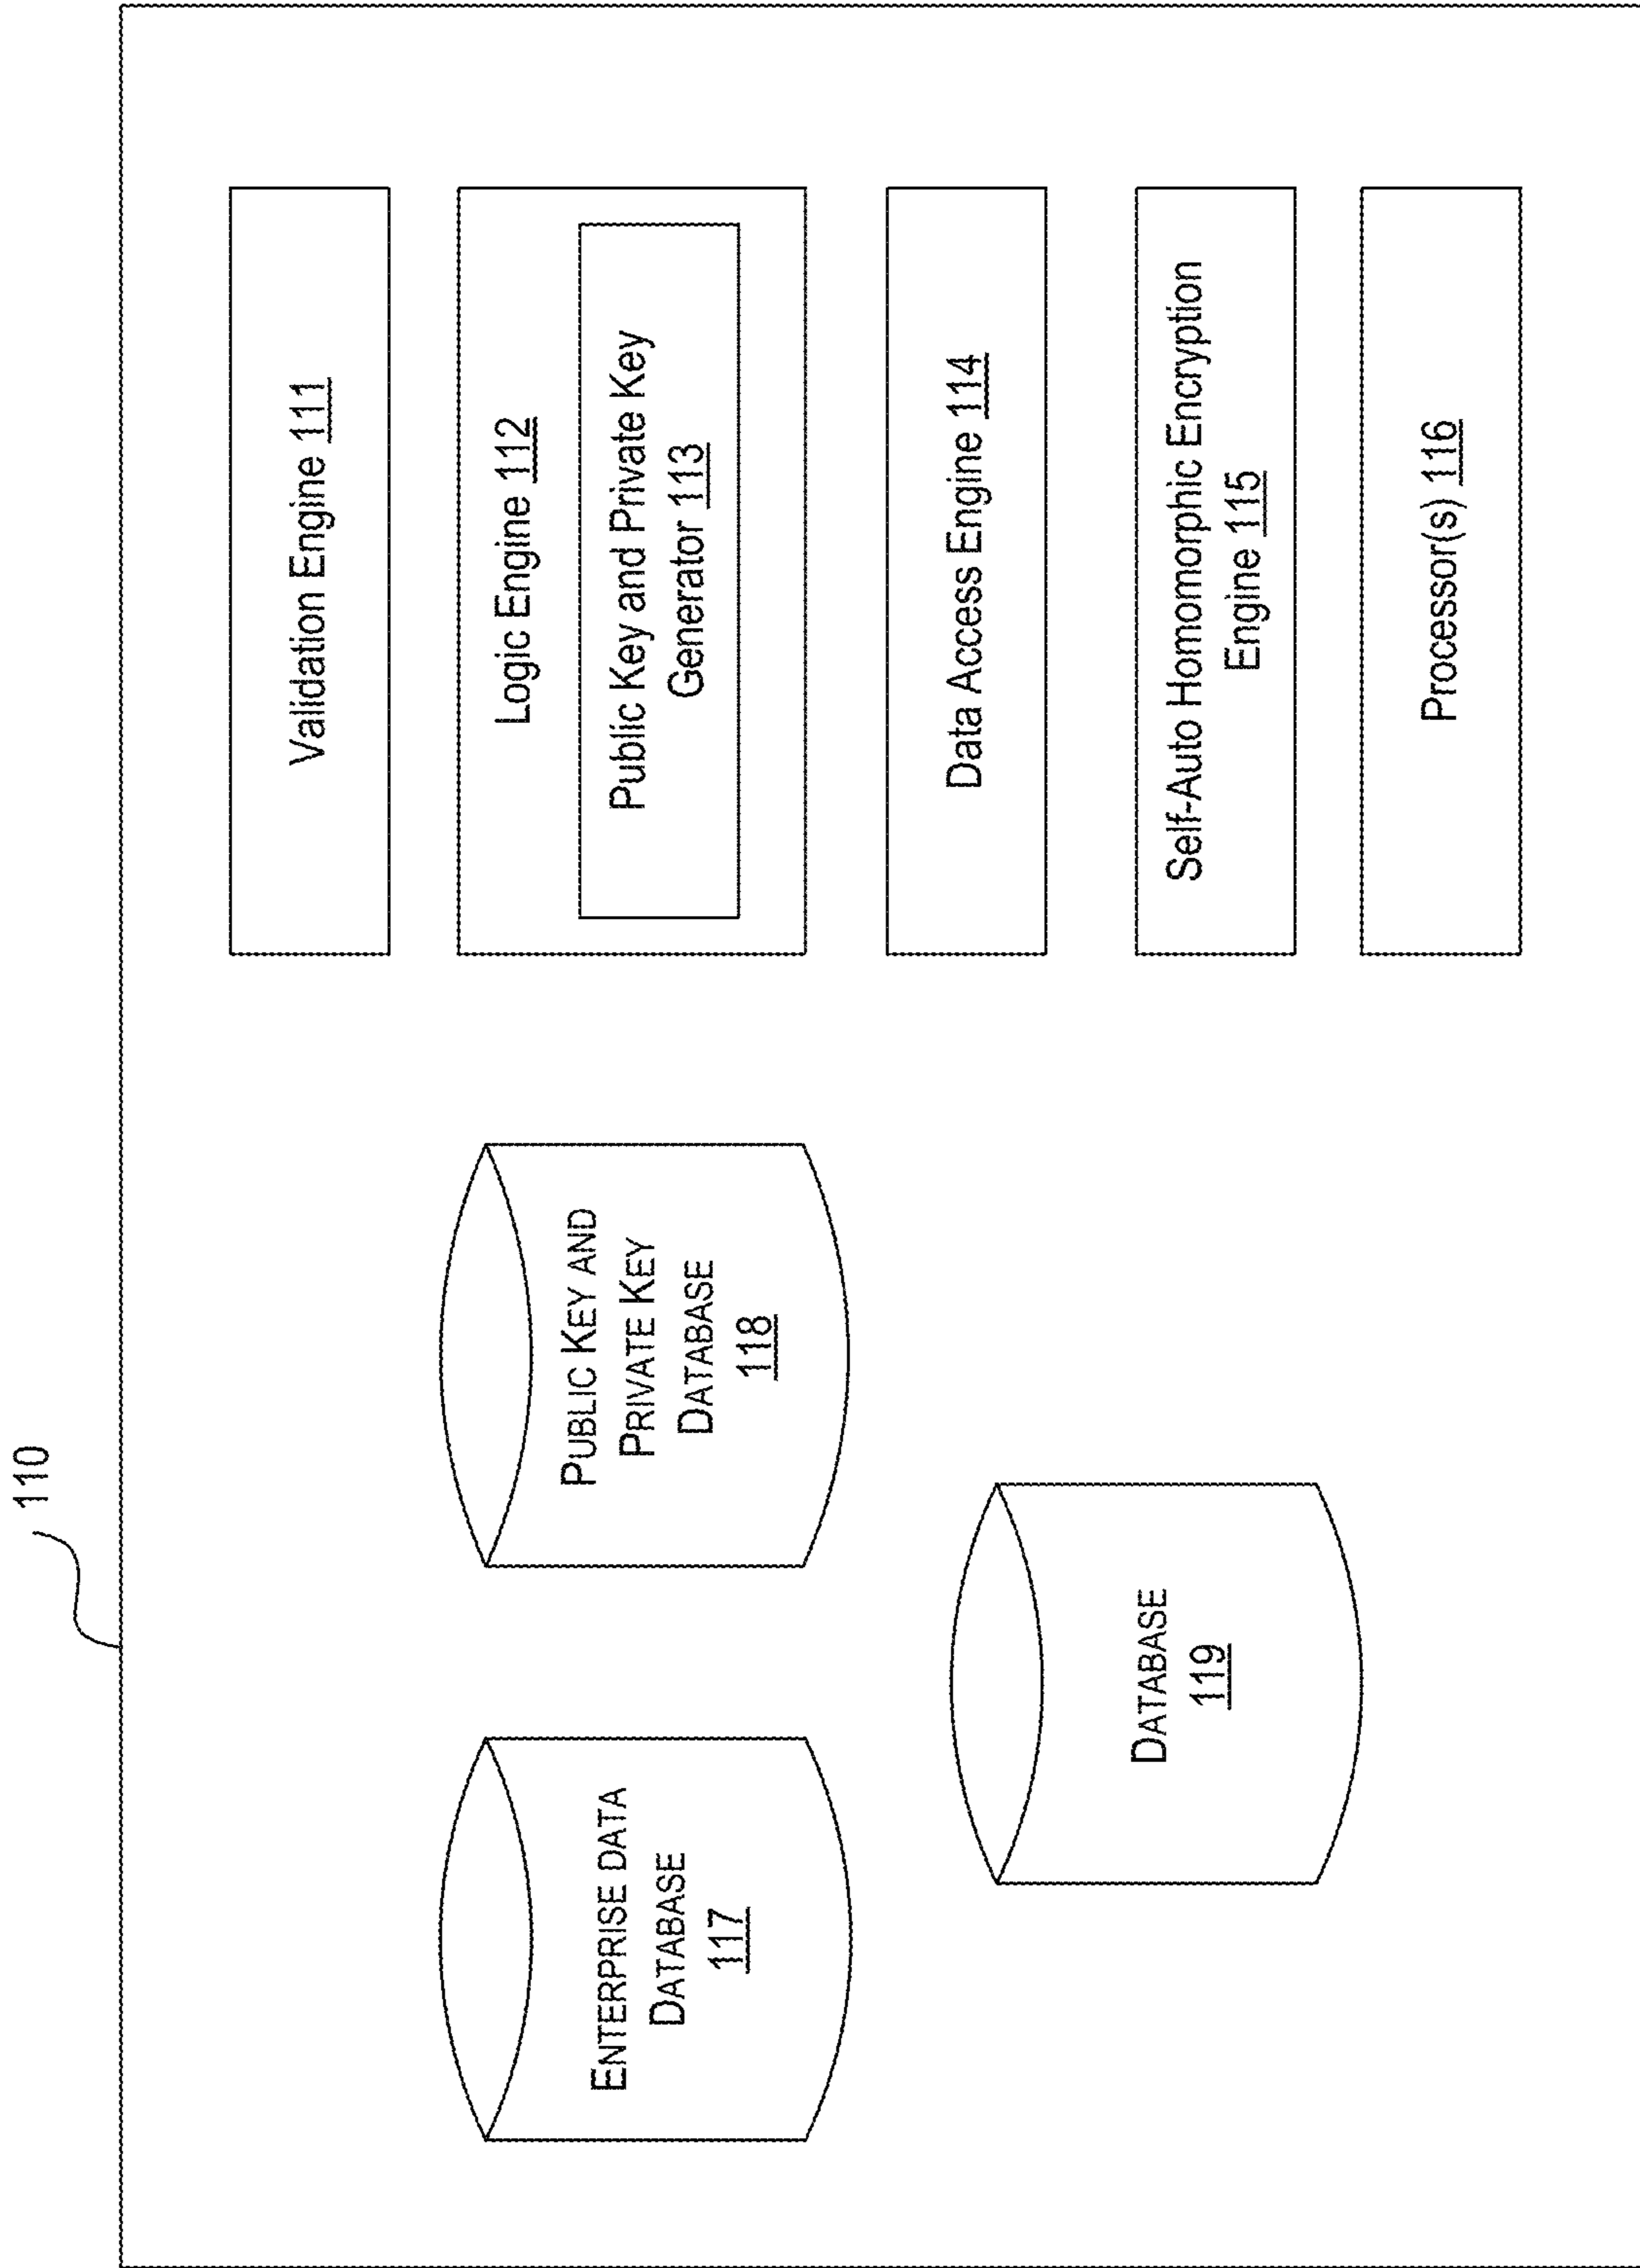 110
ENTERPRISE DATA
DATABASE
117
PUBLIC KEY AND
PRIVATE KEY
DATABASE
118
DATABASE
119
Validation Engine 111
Logic Engine 112
Public Key and Private Key
Generator 113
Data Access Engine 114
Self-Auto Homomorphic Encryption
Engine 115
Processor(s) 116